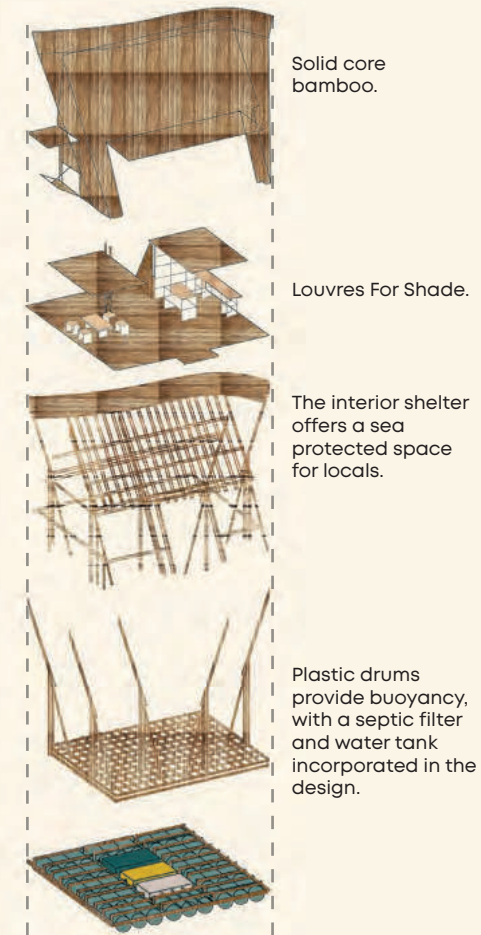 Solid core
bamboo.
Louvres For Shade.
The interior shelter
offers a sea
protected space
for locals.
Plastic drums
provide buoyancy,
with a septic filter
and water tank
incorporated in the
design.